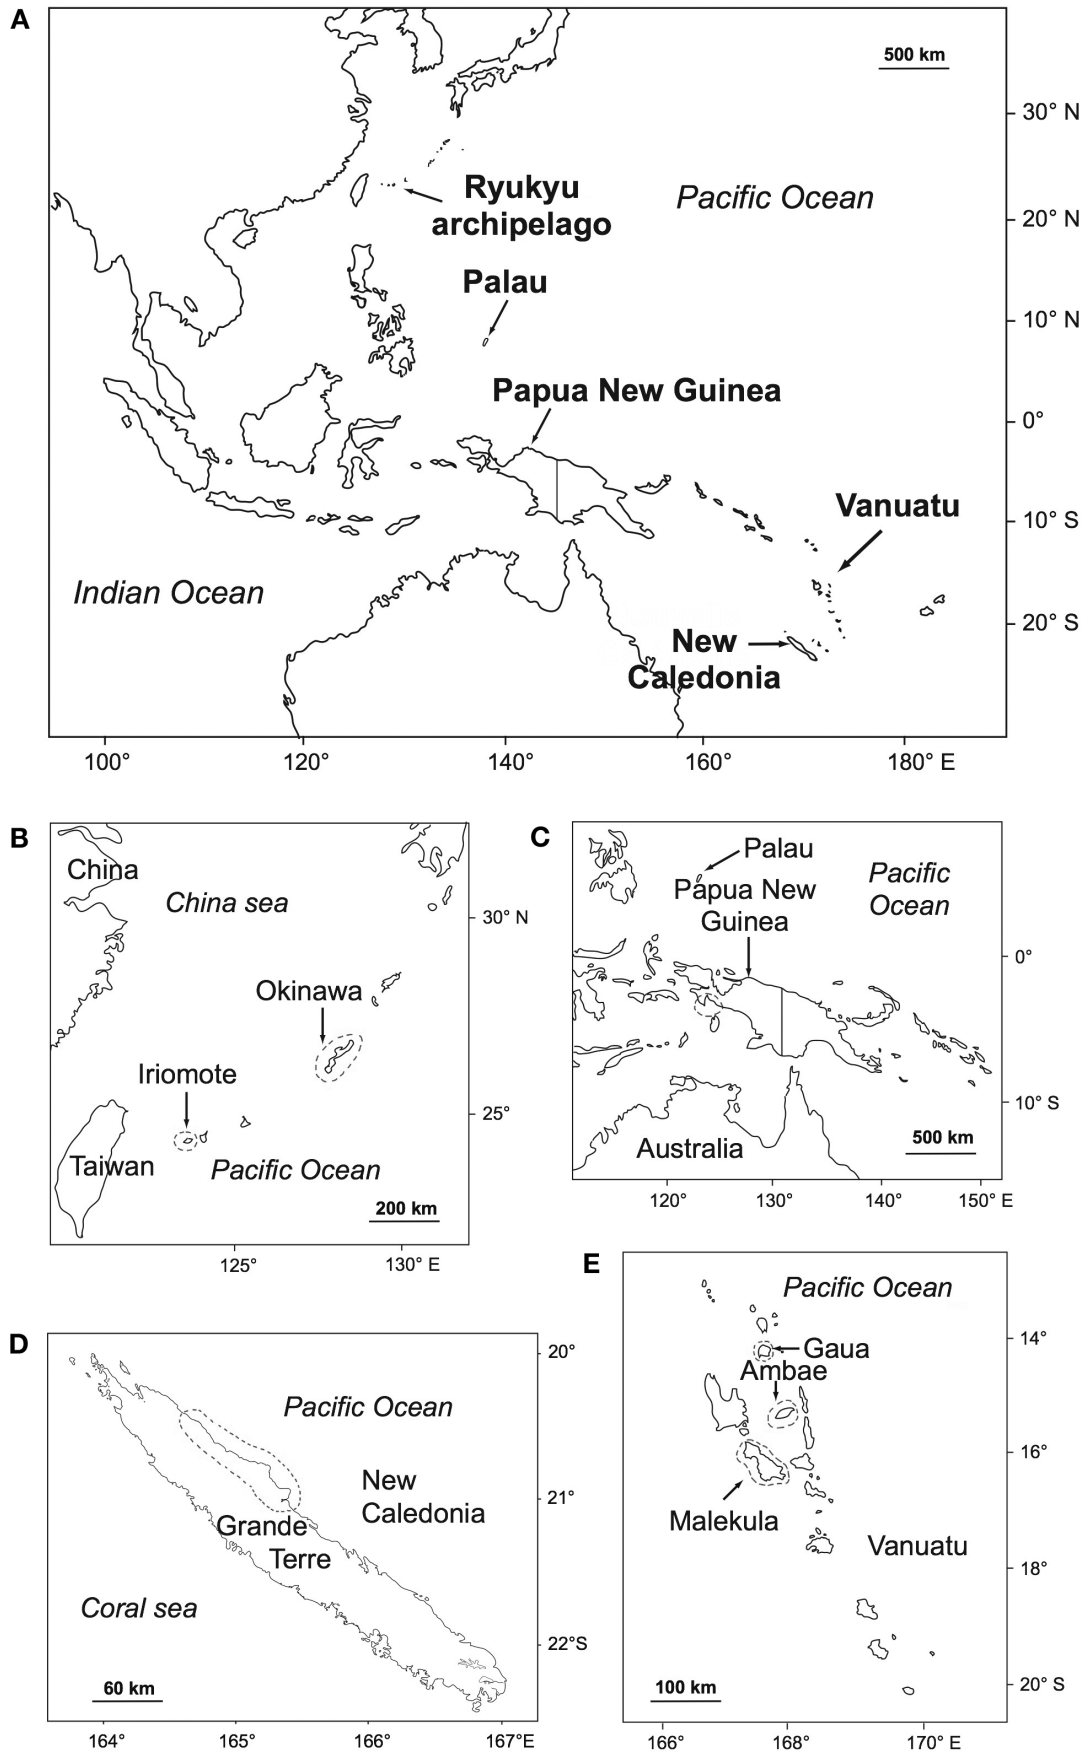 A
500 km
30° N
Ryukyu
archipelago
Pacific Ocean
20° N
Palau
10° N
Papua New Guinea
0°
Vanuatu
10° S
Indian Ocean
20° S
New
Caledonia
100°
120°
140°
160°
180° E
B
China
China sea
30° N
Okinawa
Iriomote
25°
Taiwan
Pacific Ocean
200 km
125°
130° E
C
Palau
Pacific
Ocean
Papua New
Guinea
0°
10° S
Australia
500 km
120°
130°
140°
150° E
D
20°
Pacific Ocean
New
Caledonia
21°
Grande
Terre
Coral sea
22°S
60 km
164°
165°
166°
167°E
E
Pacific Ocean
14°
Gaua
Ambae
16°
Malekula
Vanuatu
18°
100 km
20° S
166°
168°
170° E